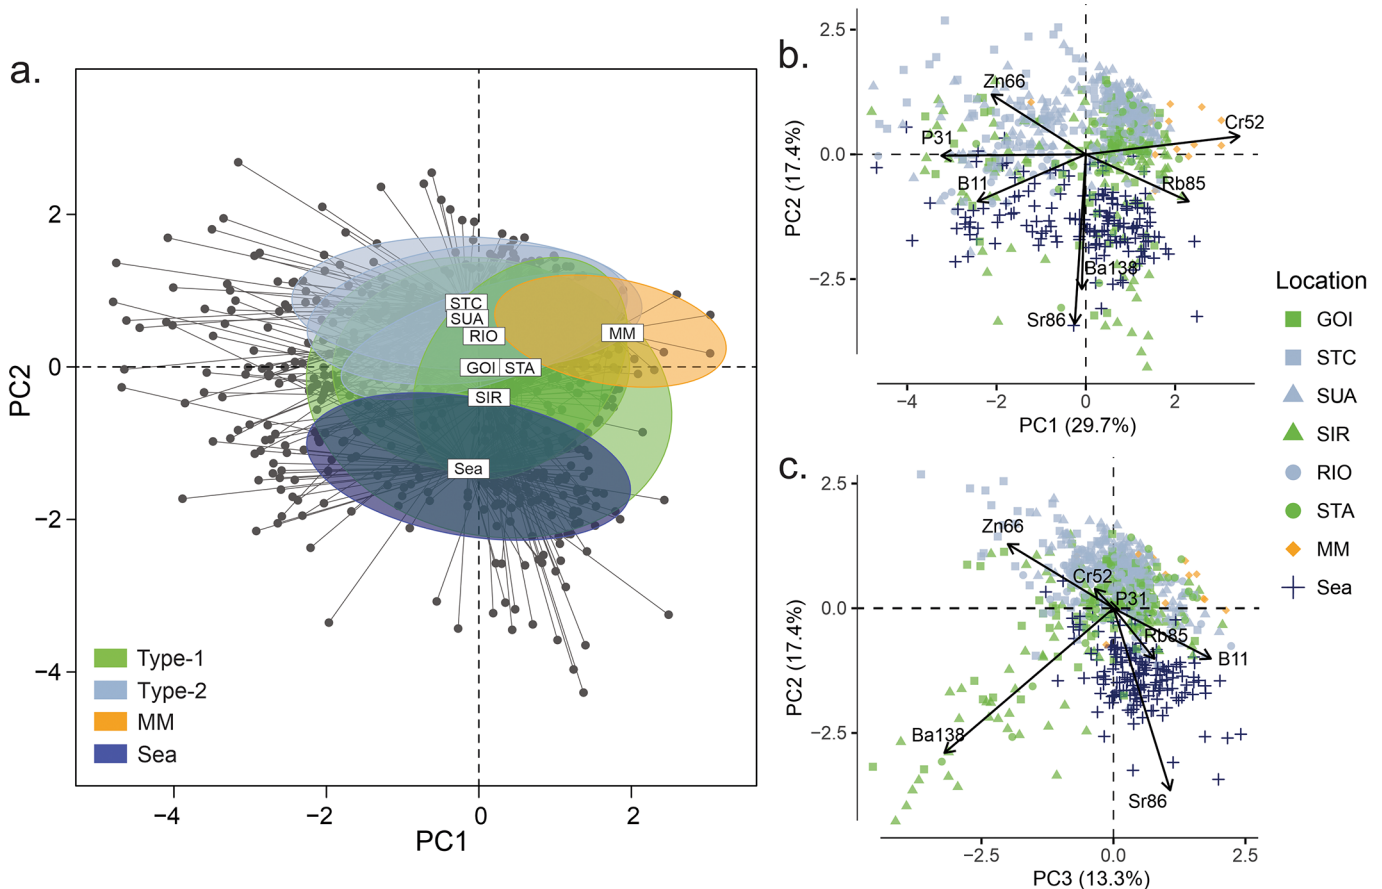 a.
PC2
2
0
−2
−4
STC
SUA
RIO
MM
GOI
STA
SIR
Sea
Type-1
Type-2
MM
Sea
−4
−2
0
2
PC1
b.
PC2 (17.4%)
2.5
0.0
−2.5
Zn66
Cr52
P31
B11
Rb85
Ba138
Sr86
−4
−2
0
2
PC1 (29.7%)
c.
PC2 (17.4%)
2.5
0.0
−2.5
Zn66
Cr52
P31
Rb85
B11
Ba138
Sr86
−2.5
0.0
2.5
PC3 (13.3%)
Location
GOI
STC
SUA
SIR
RIO
STA
MM
Sea